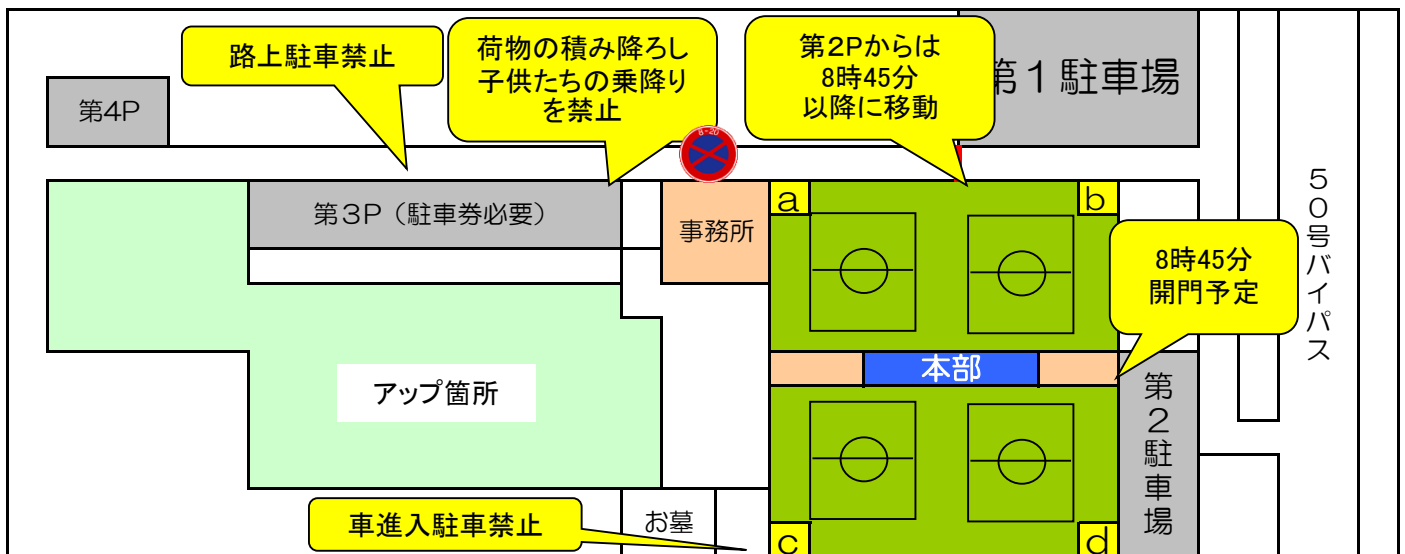 路上駐車禁止
荷物の積み降ろし
子供たちの乗降り
を禁止
第２Pからは
8時45分
以降に移動
第１駐車場
第4P
8-20
第３Ｐ（駐車券必要）
事務所
a
b
8時45分
開門予定
５０号バイパス
本部
アップ箇所
第２駐車場
車進入駐車禁止
お墓
c
d